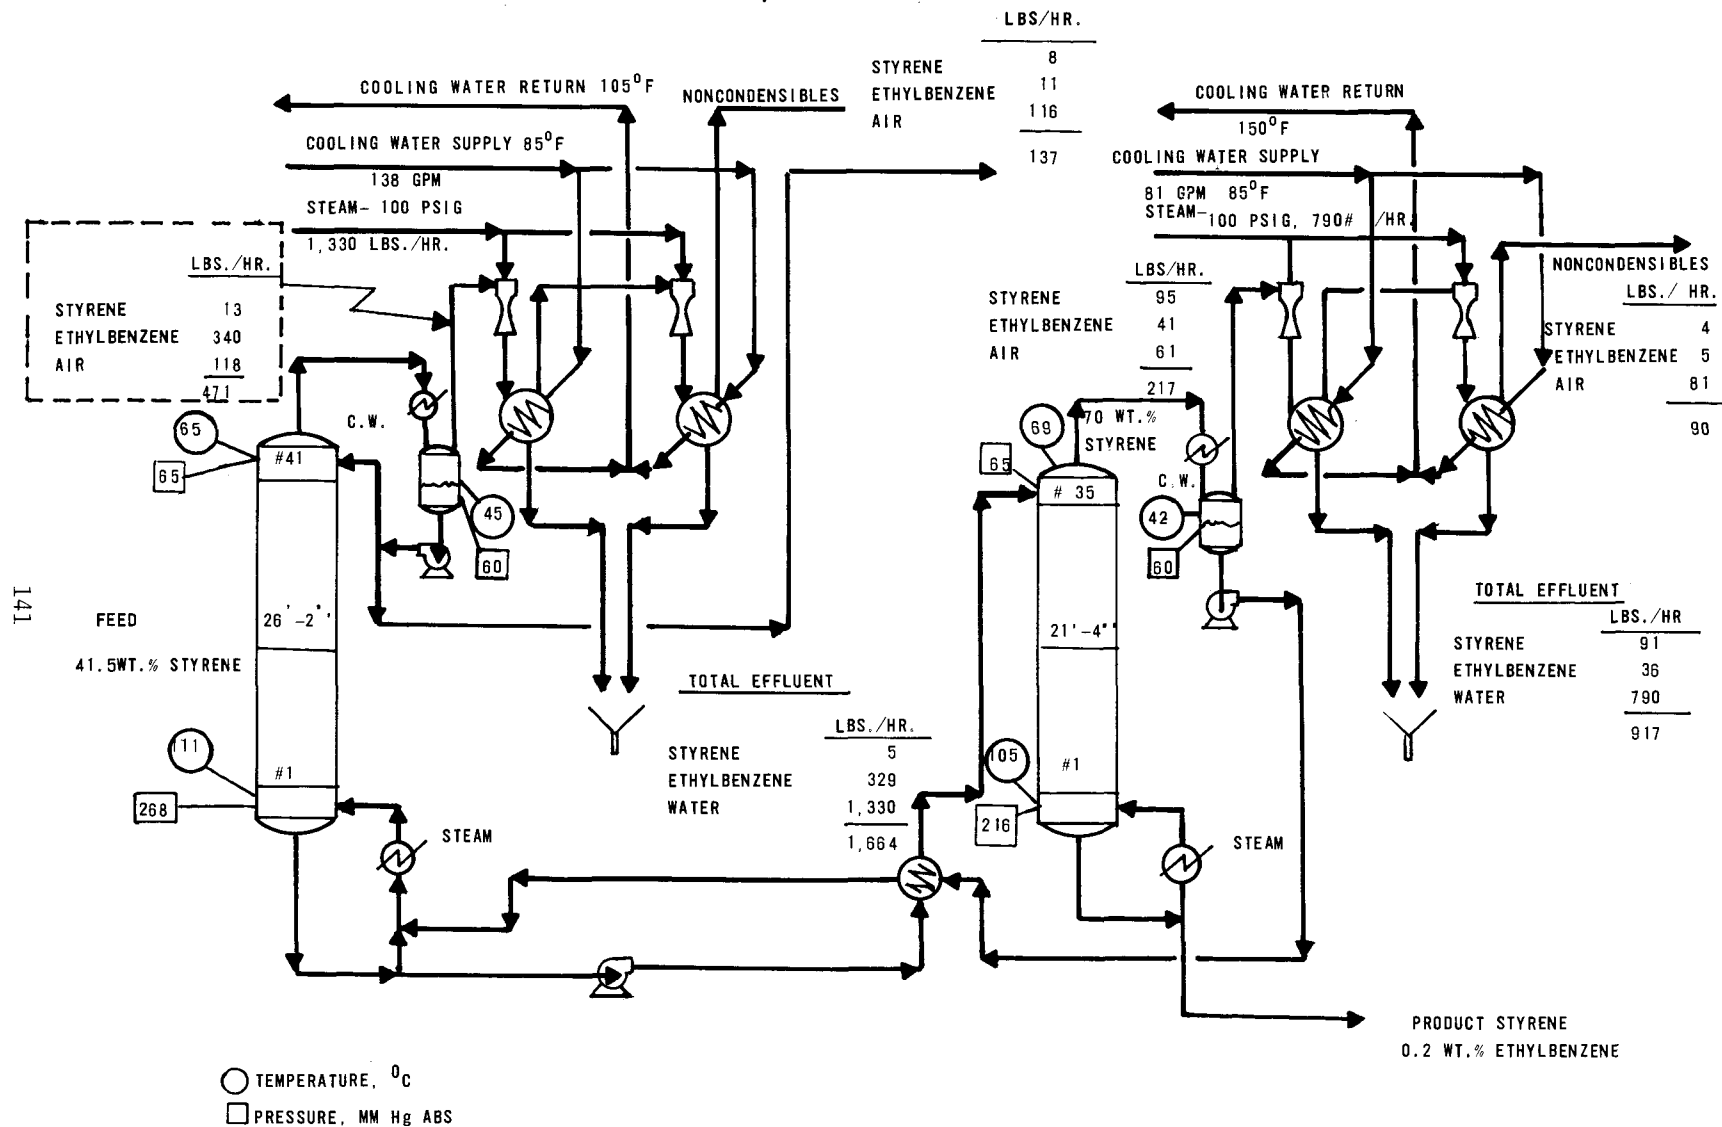 LBS/HR.
STYRENE 8
ETHYLBENZENE 11
AIR 116
137
COOLING WATER RETURN 105°F
NONCONDENSIBLES
COOLING WATER SUPPLY 85°F
138 GPM
STEAM- 100 PSIG
1,330 LBS./HR.
LBS./HR.
STYRENE 13
ETHYLBENZENE 340
AIR 118
471
C.W.
65
65
#41
45
60
26'-2"
FEED
41.5WT.% STYRENE
111
#1
268
STEAM
TOTAL EFFLUENT
LBS./HR.
STYRENE 5
ETHYLBENZENE 329
WATER 1,330
1,664
COOLING WATER RETURN
150°F
COOLING WATER SUPPLY
81 GPM 85°F
STEAM-100 PSIG, 790# /HR.
NONCONDENSIBLES
LBS./ HR.
STYRENE 4
ETHYLBENZENE 5
AIR 81
90
LBS/HR.
STYRENE 95
ETHYLBENZENE 41
AIR 61
217
70 WT.%
STYRENE
C.W.
69
65
# 35
42
60
21'-4"
105
#1
216
STEAM
TOTAL EFFLUENT
LBS./HR
STYRENE 91
ETHYLBENZENE 36
WATER 790
917
PRODUCT STYRENE
0.2 WT.% ETHYLBENZENE
TEMPERATURE, °C
PRESSURE, MM Hg ABS
141